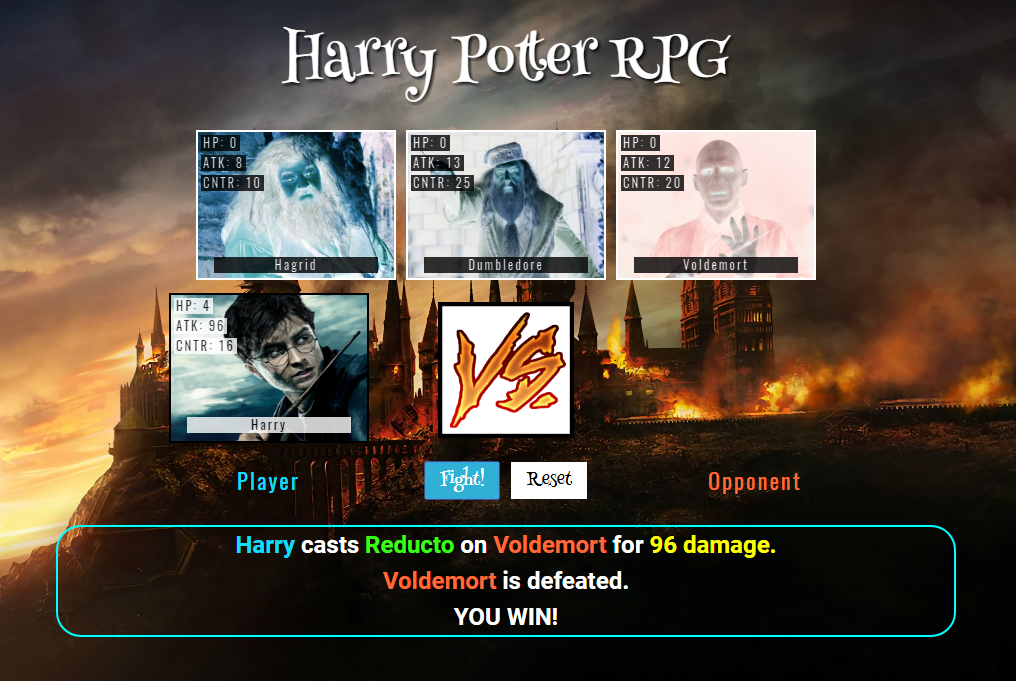 Harry Potter RPG
HP: 0
ATK: 8
CNTR: 10
Hagrid
HP: 0
ATK: 13
CNTR: 25
Dumbledore
HP: 0
ATK: 12
CNTR: 20
Voldemort
HP: 4
ATK: 96
CNTR: 16
Harry
VS
Player
Fight!
Reset
Opponent
Harry casts Reducto on Voldemort for 96 damage.
Voldemort is defeated.
YOU WIN!